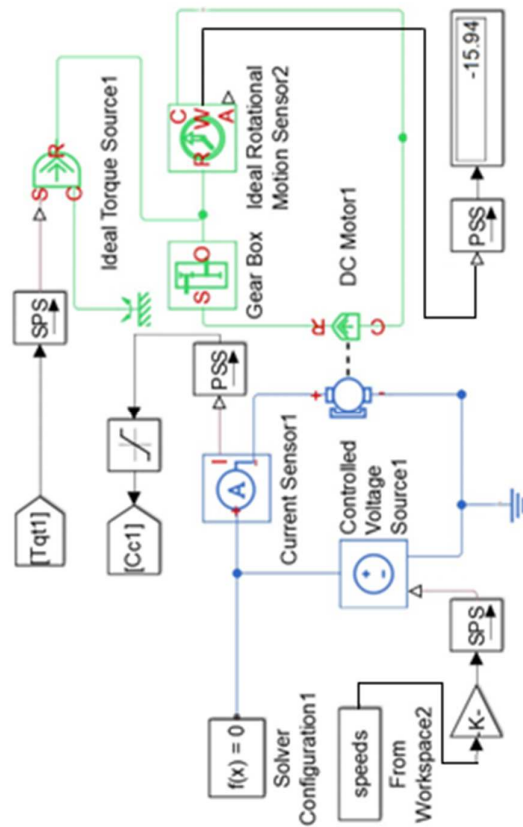 [Tqt1]
SPS
S
R
C
Ideal Torque Source1
[Cc1]
PSS
Gear Box
S
O
Ideal Rotational
Motion Sensor2
R
W
C
A
Current Sensor1
I
A
+
-
DC Motor1
R
C
+
-
f(x) = 0
Solver
Configuration1
Controlled
Voltage
Source1
+
-
speeds
From
Workspace2
-K-
SPS
PSS
-15.94